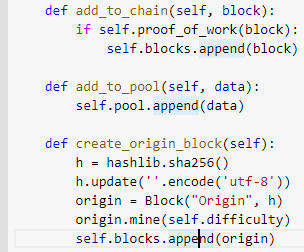 def add_to_chain(self, block):
if self.proof_of_work(block):
self.blocks.append(block)
def add_to_pool(self, data):
self.pool.append(data)
def create_origin_block(self):
h = hashlib.sha256()
h.update(''.encode('utf-8'))
origin = Block("Origin", h)
origin.mine(self.difficulty)
self.blocks.append(origin)